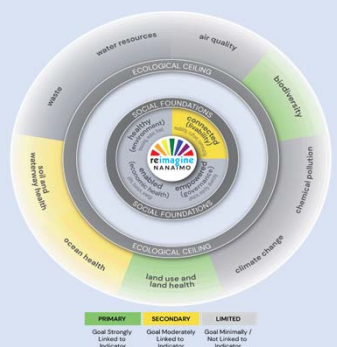 water resources
air quality
waste
biodiversity
ECOLOGICAL CEILING
SOCIAL FOUNDATIONS
healthy
(environment)
connected
(livability)
reimagine
NANAIMO
enabled
(economic health)
empowered
(governance)
SOCIAL FOUNDATIONS
ECOLOGICAL CEILING
soil and
waterway health
chemical pollution
ocean health
climate change
land use and
land health
PRIMARY
SECONDARY
LIMITED
Goal Strongly
Linked to
Indicator
Goal Moderately
Linked to
Indicator
Goal Minimally /
Not Linked to
Indicator